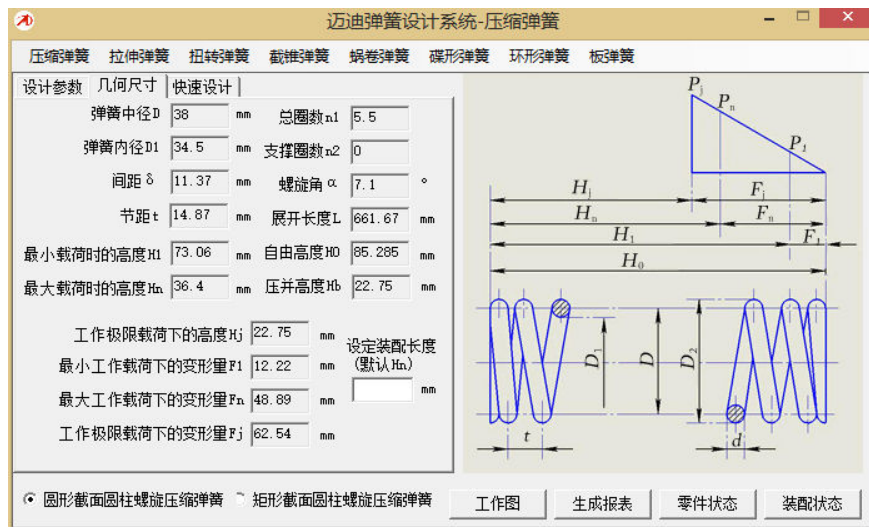 迈迪弹簧设计系统-压缩弹簧
压缩弹簧 拉伸弹簧 扭转弹簧 截锥弹簧 蜗卷弹簧 碟形弹簧 环形弹簧 板弹簧
设计参数 几何尺寸 快速设计
弹簧中径D 38 mm 总圈数n1 5.5
弹簧内径D1 34.5 mm 支撑圈数n2 0
间距δ 11.37 mm 螺旋角α 7.1 °
节距t 14.87 mm 展开长度L 661.67 mm
最小载荷时的高度H1 73.06 mm 自由高度H0 85.285 mm
最大载荷时的高度Hn 36.4 mm 压并高度Hb 22.75 mm
工作极限载荷下的高度Hj 22.75 mm
最小工作载荷下的变形量F1 12.22 mm
最大工作载荷下的变形量Fn 48.89 mm
工作极限载荷下的变形量Fj 62.54 mm
设定装配长度
(默认Hn)
mm
Pj
Pn
P1
Hj Fj
Hn Fn
H1 F1
H0
D1 D D2
t d
圆形截面圆柱螺旋压缩弹簧 矩形截面圆柱螺旋压缩弹簧 工作图 生成报表 零件状态 装配状态